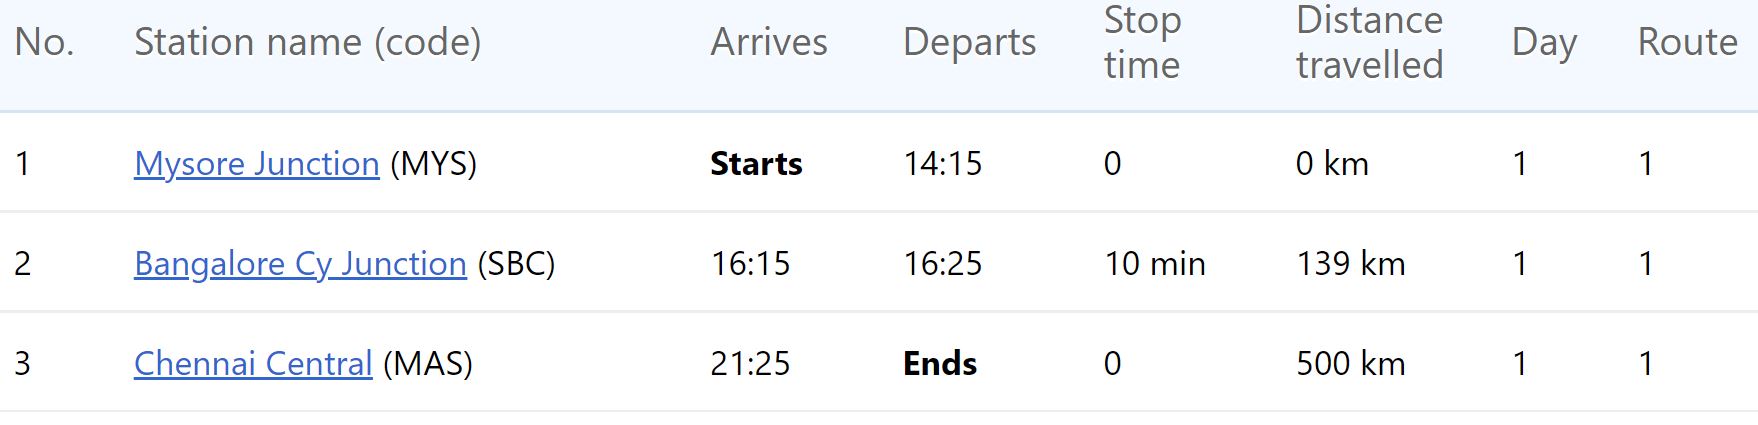 No. Station name (code) Arrives Departs Stop time Distance travelled Day Route
1 Mysore Junction (MYS) Starts 14:15 0 0 km 1 1
2 Bangalore Cy Junction (SBC) 16:15 16:25 10 min 139 km 1 1
3 Chennai Central (MAS) 21:25 Ends 0 500 km 1 1